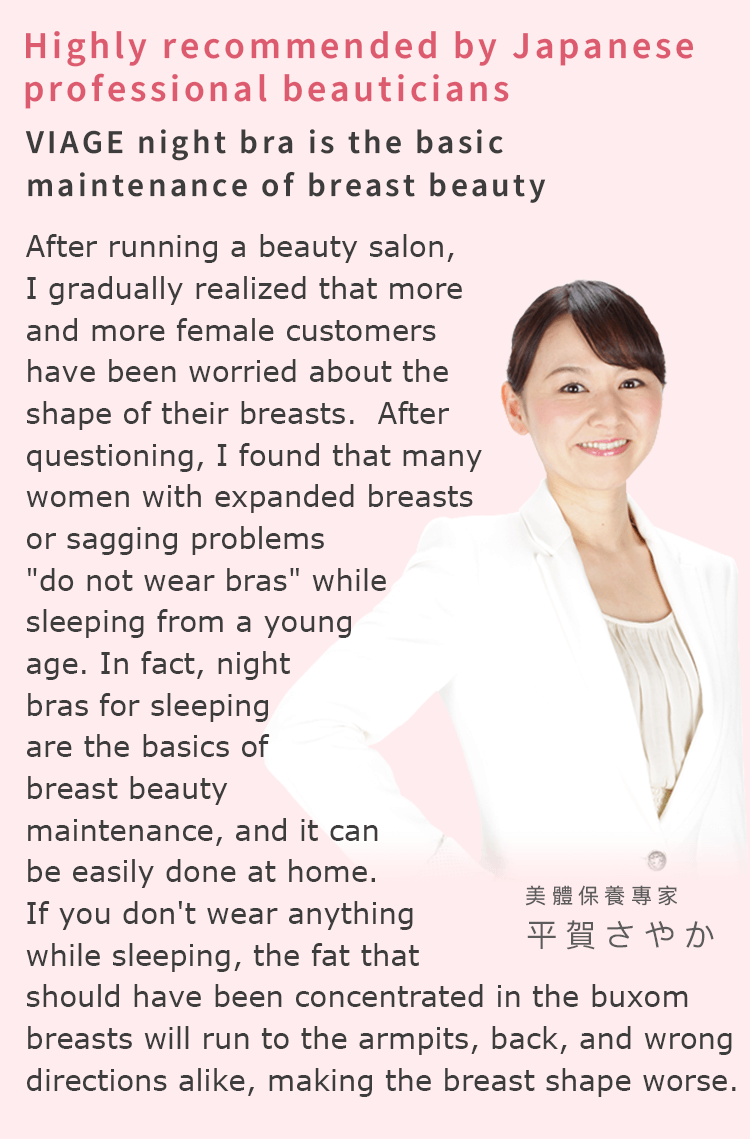 Highly recommended by Japanese
professional beauticians
VIAGE night bra is the basic
maintenance of breast beauty
After running a beauty salon,
I gradually realized that more
and more female customers
have been worried about the
shape of their breasts.  After
questioning, I found that many
women with expanded breasts
or sagging problems
"do not wear bras" while
sleeping from a young
age. In fact, night
bras for sleeping
are the basics of
breast beauty
maintenance, and it can
be easily done at home.
If you don't wear anything
while sleeping, the fat that
should have been concentrated in the buxom
breasts will run to the armpits, back, and wrong
directions alike, making the breast shape worse.
美體保養專家
平賀さやか